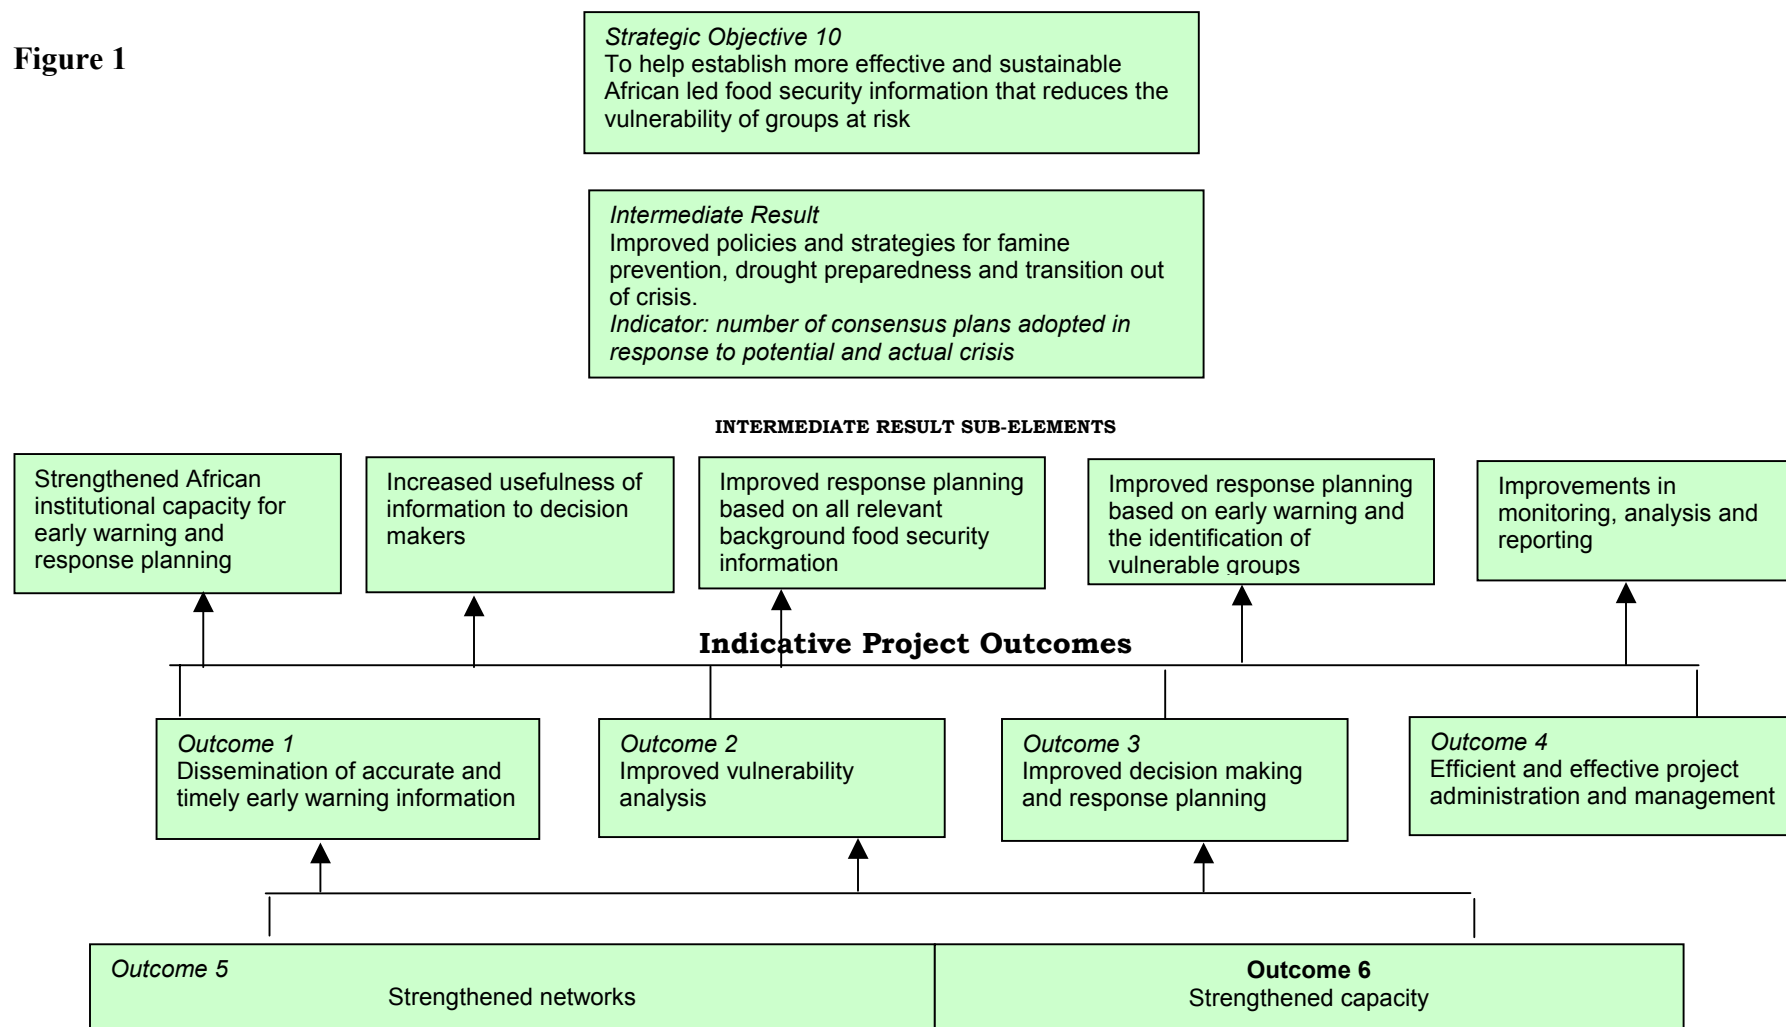 Figure 1
Strategic Objective 10
To help establish more effective and sustainable
African led food security information that reduces the
vulnerability of groups at risk
Intermediate Result
Improved policies and strategies for famine
prevention, drought preparedness and transition out
of crisis.
Indicator: number of consensus plans adopted in
response to potential and actual crisis
INTERMEDIATE RESULT SUB-ELEMENTS
Strengthened African
institutional capacity for
early warning and
response planning
Increased usefulness of
information to decision
makers
Improved response planning
based on all relevant
background food security
information
Improved response planning
based on early warning and
the identification of
vulnerable groups
Improvements in
monitoring, analysis and
reporting
Indicative Project Outcomes
Outcome 1
Dissemination of accurate and
timely early warning information
Outcome 2
Improved vulnerability
analysis
Outcome 3
Improved decision making
and response planning
Outcome 4
Efficient and effective project
administration and management
Outcome 5
Strengthened networks
Outcome 6
Strengthened capacity